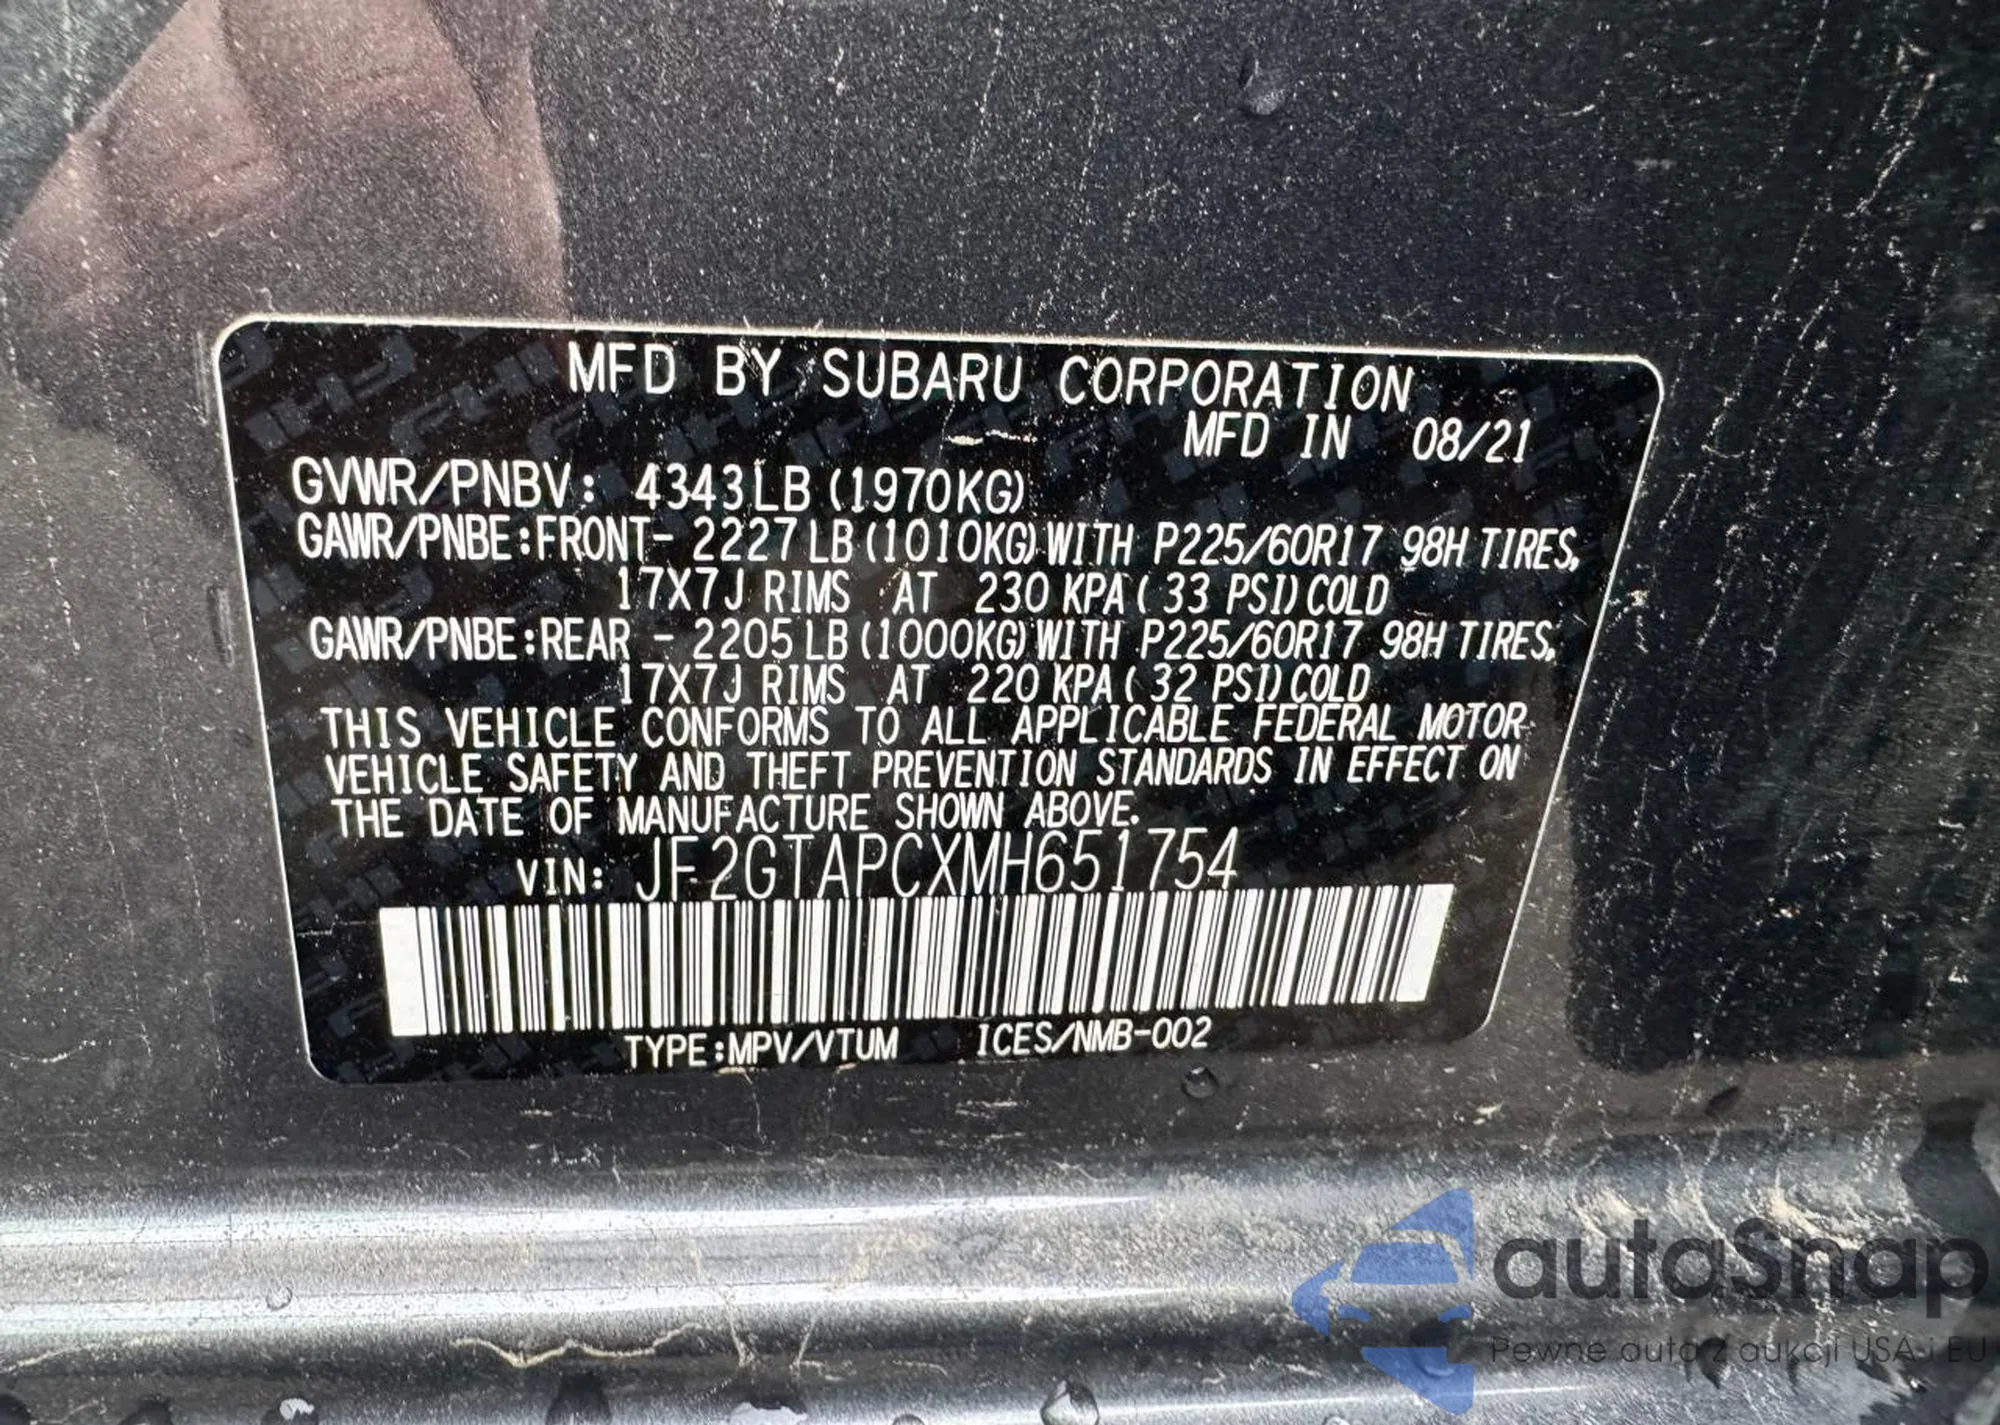 MFD BY SUBARU CORPORATION
MFD IN 08/21
GVWR/PNBV: 4343LB (1970KG)
GAWR/PNBE:FRONT- 2227LB (1010KG) WITH P225/60R17 98H TIRES,
17X7J RIMS AT 230 KPA ( 33 PSI) COLD
GAWR/PNBE:REAR - 2205LB (1000KG) WITH P225/60R17 98H TIRES,
17X7J RIMS AT 220 KPA ( 32 PSI) COLD
THIS VEHICLE CONFORMS TO ALL APPLICABLE FEDERAL MOTOR
VEHICLE SAFETY AND THEFT PREVENTION STANDARDS IN EFFECT ON
THE DATE OF MANUFACTURE SHOWN ABOVE.
VIN: JF2GTAPCXMH651754
TYPE:MPV/VTUM ICES/NMB-002
autoSnap
Pewne auta z aukcji USA i EU